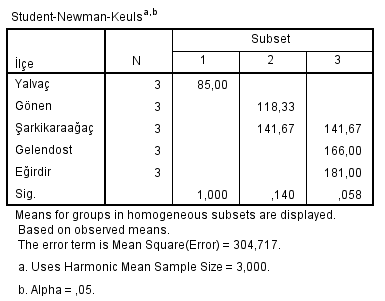 Student-Newman-Keulsa,b
Subset
İlçe N 1 2 3
Yalvaç 3 85,00
Gönen 3 118,33
Şarkikaraağaç 3 141,67 141,67
Gelendost 3 166,00
Eğirdir 3 181,00
Sig. 1,000 ,140 ,058
Means for groups in homogeneous subsets are displayed.
Based on observed means.
The error term is Mean Square(Error) = 304,717.
a. Uses Harmonic Mean Sample Size = 3,000.
b. Alpha = ,05.